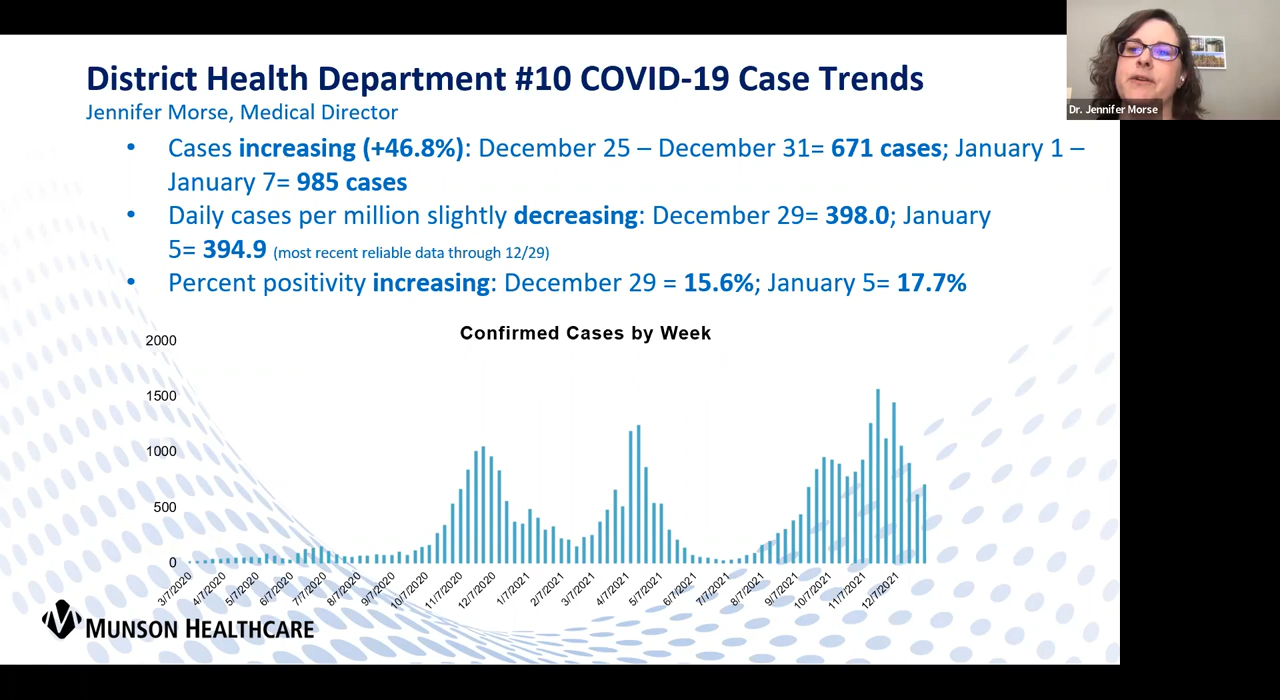 District Health Department #10 COVID-19 Case Trends
Jennifer Morse, Medical Director
Dr. Jennifer Morse
• Cases increasing (+46.8%): December 25 – December 31= 671 cases; January 1 –
January 7= 985 cases
• Daily cases per million slightly decreasing: December 29= 398.0; January
5= 394.9 (most recent reliable data through 12/29)
• Percent positivity increasing: December 29 = 15.6%; January 5= 17.7%
Confirmed Cases by Week
2000
1500
1000
500
0
3/7/2020
4/7/2020
5/7/2020
6/7/2020
7/7/2020
8/7/2020
9/7/2020
10/7/2020
11/7/2020
12/7/2020
1/7/2021
2/7/2021
3/7/2021
4/7/2021
5/7/2021
6/7/2021
7/7/2021
8/7/2021
9/7/2021
10/7/2021
11/7/2021
12/7/2021
MUNSON HEALTHCARE